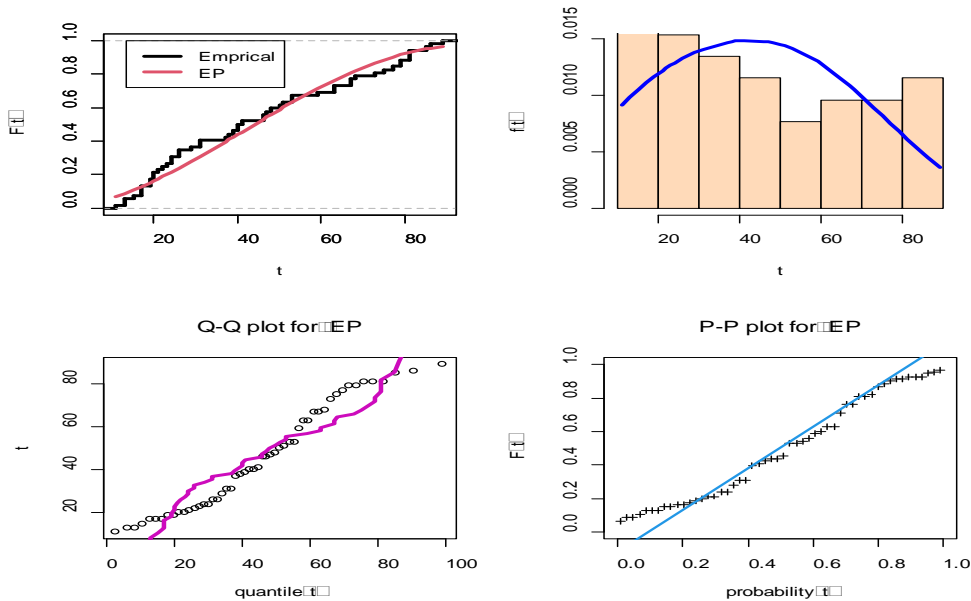 Emprical
EP
F(t)
0.0 0.2 0.4 0.6 0.8 1.0
20 40 60 80
t
f(t)
0.000 0.005 0.010 0.015
20 40 60 80
t
Q-Q plot for EP
t
20 40 60 80
0 20 40 60 80 100
quantile(t)
P-P plot for EP
F(t)
0.0 0.2 0.4 0.6 0.8 1.0
0.0 0.2 0.4 0.6 0.8 1.0
probability(t)